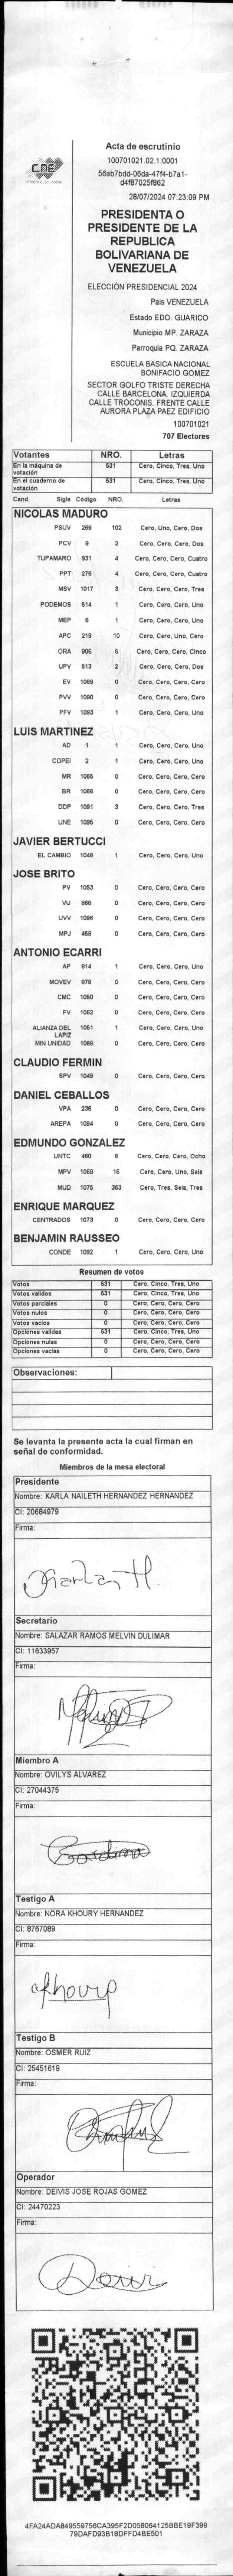 CNE
Acta de escrutinio
100701021.02.1.0001
56ab7bdd-06da-47f4-b7a1-
d4f87025f862
28/07/2024 07:23:09 PM
PRESIDENTA O
PRESIDENTE DE LA
REPUBLICA
BOLIVARIANA DE
VENEZUELA
ELECCIÓN PRESIDENCIAL 2024
Pais VENEZUELA
Estado EDO. GUARICO
Municipio MP. ZARAZA
Parroquia PQ. ZARAZA
ESCUELA BASICA NACIONAL
BONIFACIO GOMEZ
SECTOR GOLFO TRISTE DERECHA
CALLE BARCELONA. IZQUIERDA
CALLE TROCONIS. FRENTE CALLE
AURORA PLAZA PAEZ EDIFICIO
100701021
707 Electores
Votantes NRO. Letras
En la máquina de votación 531 Cero, Cinco, Tres, Uno
En el cuaderno de votación 531 Cero, Cinco, Tres, Uno
Cand. Sigla Código NRO. Letras
NICOLAS MADURO
PSUV 269 102 Cero, Uno, Cero, Dos
PCV 9 2 Cero, Cero, Cero, Dos
TUPAMARO 931 4 Cero, Cero, Cero, Cuatro
PPT 276 4 Cero, Cero, Cero, Cuatro
MSV 1017 3 Cero, Cero, Cero, Tres
PODEMOS 514 1 Cero, Cero, Cero, Uno
MEP 6 1 Cero, Cero, Cero, Uno
APC 219 10 Cero, Cero, Uno, Cero
ORA 906 5 Cero, Cero, Cero, Cinco
UPV 513 2 Cero, Cero, Cero, Dos
EV 1089 0 Cero, Cero, Cero, Cero
PVV 1090 0 Cero, Cero, Cero, Cero
PFV 1093 1 Cero, Cero, Cero, Uno
LUIS MARTINEZ
AD 1 1 Cero, Cero, Cero, Uno
COPEI 2 1 Cero, Cero, Cero, Uno
MR 1065 0 Cero, Cero, Cero, Cero
BR 1066 0 Cero, Cero, Cero, Cero
DDP 1091 3 Cero, Cero, Cero, Tres
UNE 1095 0 Cero, Cero, Cero, Cero
JAVIER BERTUCCI
EL CAMBIO 1048 1 Cero, Cero, Cero, Uno
JOSE BRITO
PV 1053 0 Cero, Cero, Cero, Cero
VU 868 0 Cero, Cero, Cero, Cero
UVV 1096 0 Cero, Cero, Cero, Cero
MPJ 459 0 Cero, Cero, Cero, Cero
ANTONIO ECARRI
AP 814 1 Cero, Cero, Cero, Uno
MOVEV 879 0 Cero, Cero, Cero, Cero
CMC 1050 0 Cero, Cero, Cero, Cero
FV 1062 0 Cero, Cero, Cero, Cero
ALIANZA DEL LAPIZ 1051 1 Cero, Cero, Cero, Uno
MIN UNIDAD 1069 0 Cero, Cero, Cero, Cero
CLAUDIO FERMIN
SPV 1049 0 Cero, Cero, Cero, Cero
DANIEL CEBALLOS
VPA 236 0 Cero, Cero, Cero, Cero
AREPA 1094 0 Cero, Cero, Cero, Cero
EDMUNDO GONZALEZ
UNTC 460 8 Cero, Cero, Cero, Ocho
MPV 1059 16 Cero, Cero, Uno, Seis
MUD 1075 363 Cero, Tres, Seis, Tres
ENRIQUE MARQUEZ
CENTRADOS 1073 0 Cero, Cero, Cero, Cero
BENJAMIN RAUSSEO
CONDE 1092 1 Cero, Cero, Cero, Uno
Resumen de votos
Votos 531 Cero, Cinco, Tres, Uno
Votos validos 531 Cero, Cinco, Tres, Uno
Votos parciales 0 Cero, Cero, Cero, Cero
Votos nulos 0 Cero, Cero, Cero, Cero
Votos vacios 0 Cero, Cero, Cero, Cero
Opciones validas 531 Cero, Cinco, Tres, Uno
Opciones nulas 0 Cero, Cero, Cero, Cero
Opciones vacias 0 Cero, Cero, Cero, Cero
Observaciones:
Se levanta la presente acta la cual firman en
señal de conformidad.
Miembros de la mesa electoral
Presidente
Nombre: KARLA NAILETH HERNANDEZ HERNANDEZ
CI: 20684979
Firma:
Karla H.
Secretario
Nombre: SALAZAR RAMOS MELVIN DULIMAR
CI: 11633957
Firma:
Miembro A
Nombre: OVILYS ALVAREZ
CI: 27044375
Firma:
Testigo A
Nombre: NORA KHOURY HERNANDEZ
CI: 8767089
Firma:
Testigo B
Nombre: OSMER RUIZ
CI: 25451619
Firma:
Operador
Nombre: DEIVIS JOSE ROJAS GOMEZ
CI: 24470223
Firma:
4FA24ADA849559756CA395F2D058064125BBE19F399
79DAFD93B18DFFD4BE501